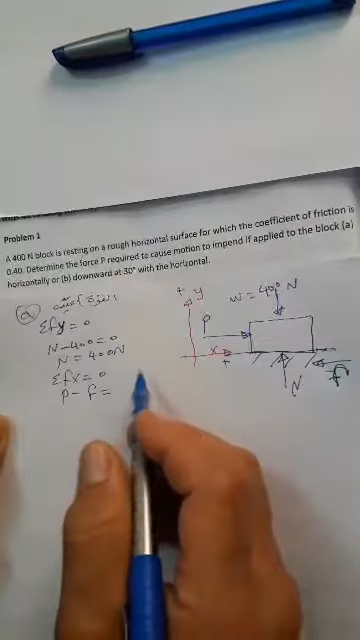 Problem 1
A 400 N block is resting on a rough horizontal surface for which the coefficient of friction is
0.40. Determine the force P required to cause motion to impend if applied to the block (a)
horizontally or (b) downward at 30° with the horizontal.
a
Σfy = 0
N - 400 = 0
N = 400N
Σfx = 0
P - f =
+ y
w = 400 N
P
x
+
N
f